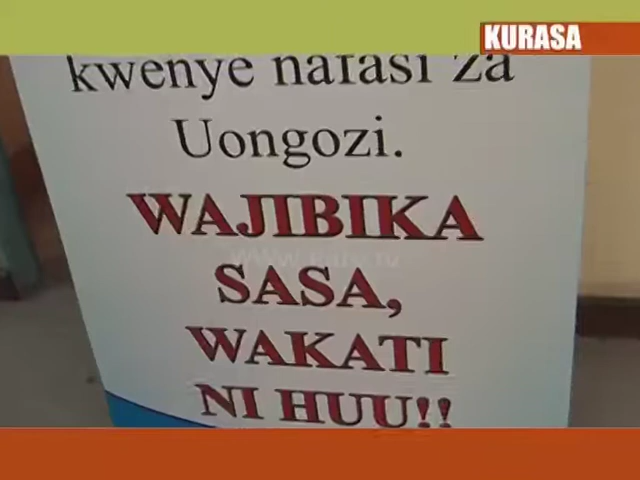 KURASA
kwenye nafasi za
Uongozi.
WAJIBIKA
SASA,
WAKATI
NI HUU!!